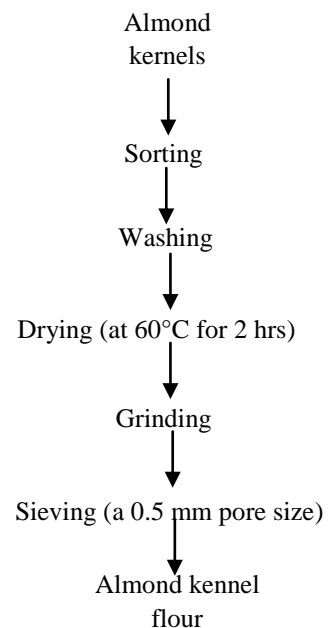 Almond
kernels
Sorting
Washing
Drying (at 60°C for 2 hrs)
Grinding
Sieving (a 0.5 mm pore size)
Almond kennel
flour